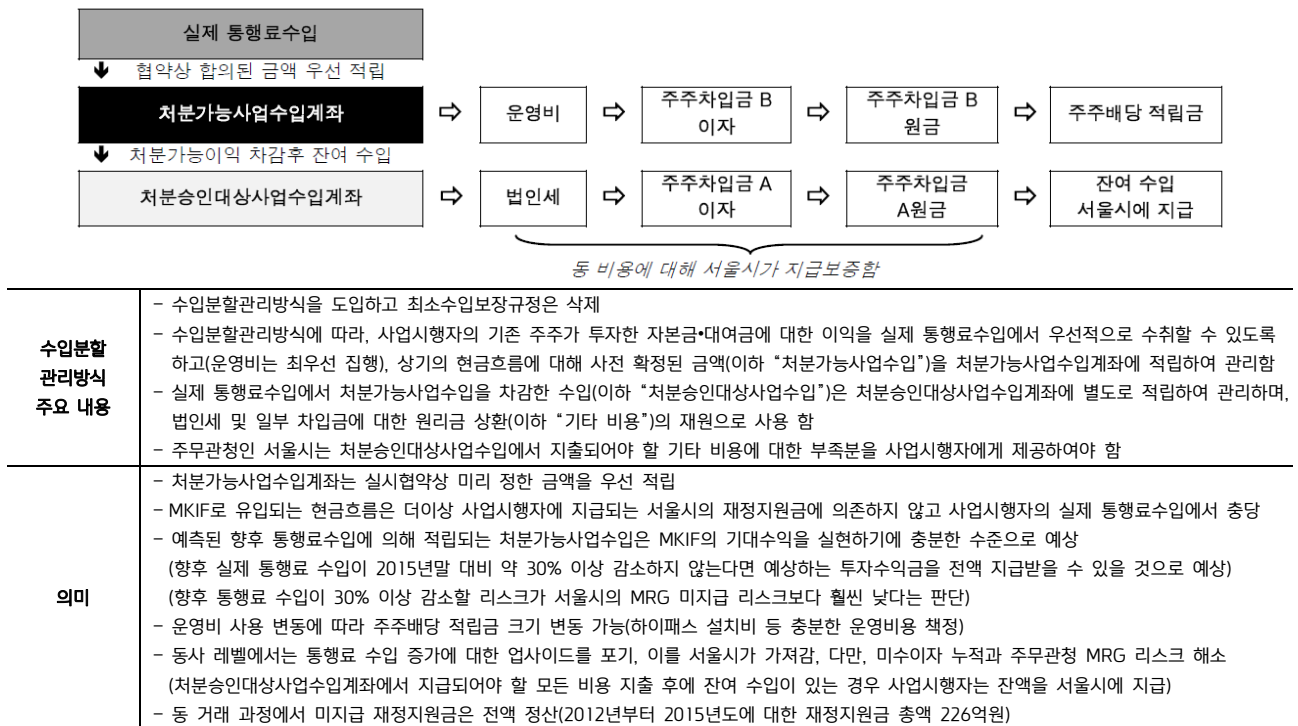 실제 통행료수입
🡻 협약상 합의된 금액 우선 적립
처분가능사업수입계좌 ⇨ 운영비 ⇨ 주주차입금 B ⇨ 주주차입금 B ⇨ 주주배당 적립금
이자 원금
🡻 처분가능이익 차감후 잔여 수입
처분승인대상사업수입계좌 ⇨ 법인세 ⇨ 주주차입금 A ⇨ 주주차입금 ⇨ 잔여 수입
이자 A원금 서울시에 지급
동 비용에 대해 서울시가 지급보증함
수입분할
관리방식
주요 내용
- 수입분할관리방식을 도입하고 최소수입보장규정은 삭제
- 수입분할관리방식에 따라, 사업시행자의 기존 주주가 투자한 자본금•대여금에 대한 이익을 실제 통행료수입에서 우선적으로 수취할 수 있도록
하고(운영비는 최우선 집행), 상기의 현금흐름에 대해 사전 확정된 금액(이하 “처분가능사업수입”)을 처분가능사업수입계좌에 적립하여 관리함
- 실제 통행료수입에서 처분가능사업수입을 차감한 수입(이하 “처분승인대상사업수입”)은 처분승인대상사업수입계좌에 별도로 적립하여 관리하며,
법인세 및 일부 차입금에 대한 원리금 상환(이하 “기타 비용”)의 재원으로 사용 함
- 주무관청인 서울시는 처분승인대상사업수입에서 지출되어야 할 기타 비용에 대한 부족분을 사업시행자에게 제공하여야 함
의미
- 처분가능사업수입계좌는 실시협약상 미리 정한 금액을 우선 적립
- MKIF로 유입되는 현금흐름은 더이상 사업시행자에 지급되는 서울시의 재정지원금에 의존하지 않고 사업시행자의 실제 통행료수입에서 충당
- 예측된 향후 통행료수입에 의해 적립되는 처분가능사업수입은 MKIF의 기대수익을 실현하기에 충분한 수준으로 예상
(향후 실제 통행료 수입이 2015년말 대비 약 30% 이상 감소하지 않는다면 예상하는 투자수익금을 전액 지급받을 수 있을 것으로 예상)
(향후 통행료 수입이 30% 이상 감소할 리스크가 서울시의 MRG 미지급 리스크보다 훨씬 낮다는 판단)
- 운영비 사용 변동에 따라 주주배당 적립금 크기 변동 가능(하이패스 설치비 등 충분한 운영비용 책정)
- 동사 레벨에서는 통행료 수입 증가에 대한 업사이드를 포기, 이를 서울시가 가져감, 다만, 미수이자 누적과 주무관청 MRG 리스크 해소
(처분승인대상사업수입계좌에서 지급되어야 할 모든 비용 지출 후에 잔여 수입이 있는 경우 사업시행자는 잔액을 서울시에 지급)
- 동 거래 과정에서 미지급 재정지원금은 전액 정산(2012년부터 2015년도에 대한 재정지원금 총액 226억원)